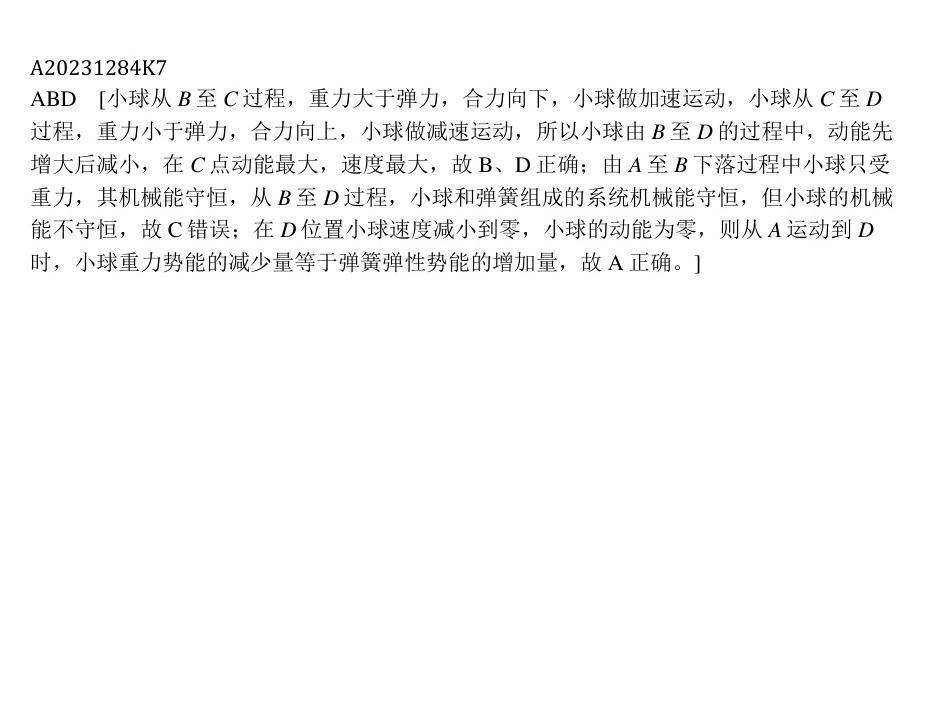 A20231284K7
ABD [小球从 B 至 C 过程，重力大于弹力，合力向下，小球做加速运动，小球从 C 至 D
过程，重力小于弹力，合力向上，小球做减速运动，所以小球由 B 至 D 的过程中，动能先
增大后减小，在 C 点动能最大，速度最大，故 B、D 正确；由 A 至 B 下落过程中小球只受
重力，其机械能守恒，从 B 至 D 过程，小球和弹簧组成的系统机械能守恒，但小球的机械
能不守恒，故 C 错误；在 D 位置小球速度减小到零，小球的动能为零，则从 A 运动到 D
时，小球重力势能的减少量等于弹簧弹性势能的增加量，故 A 正确。]